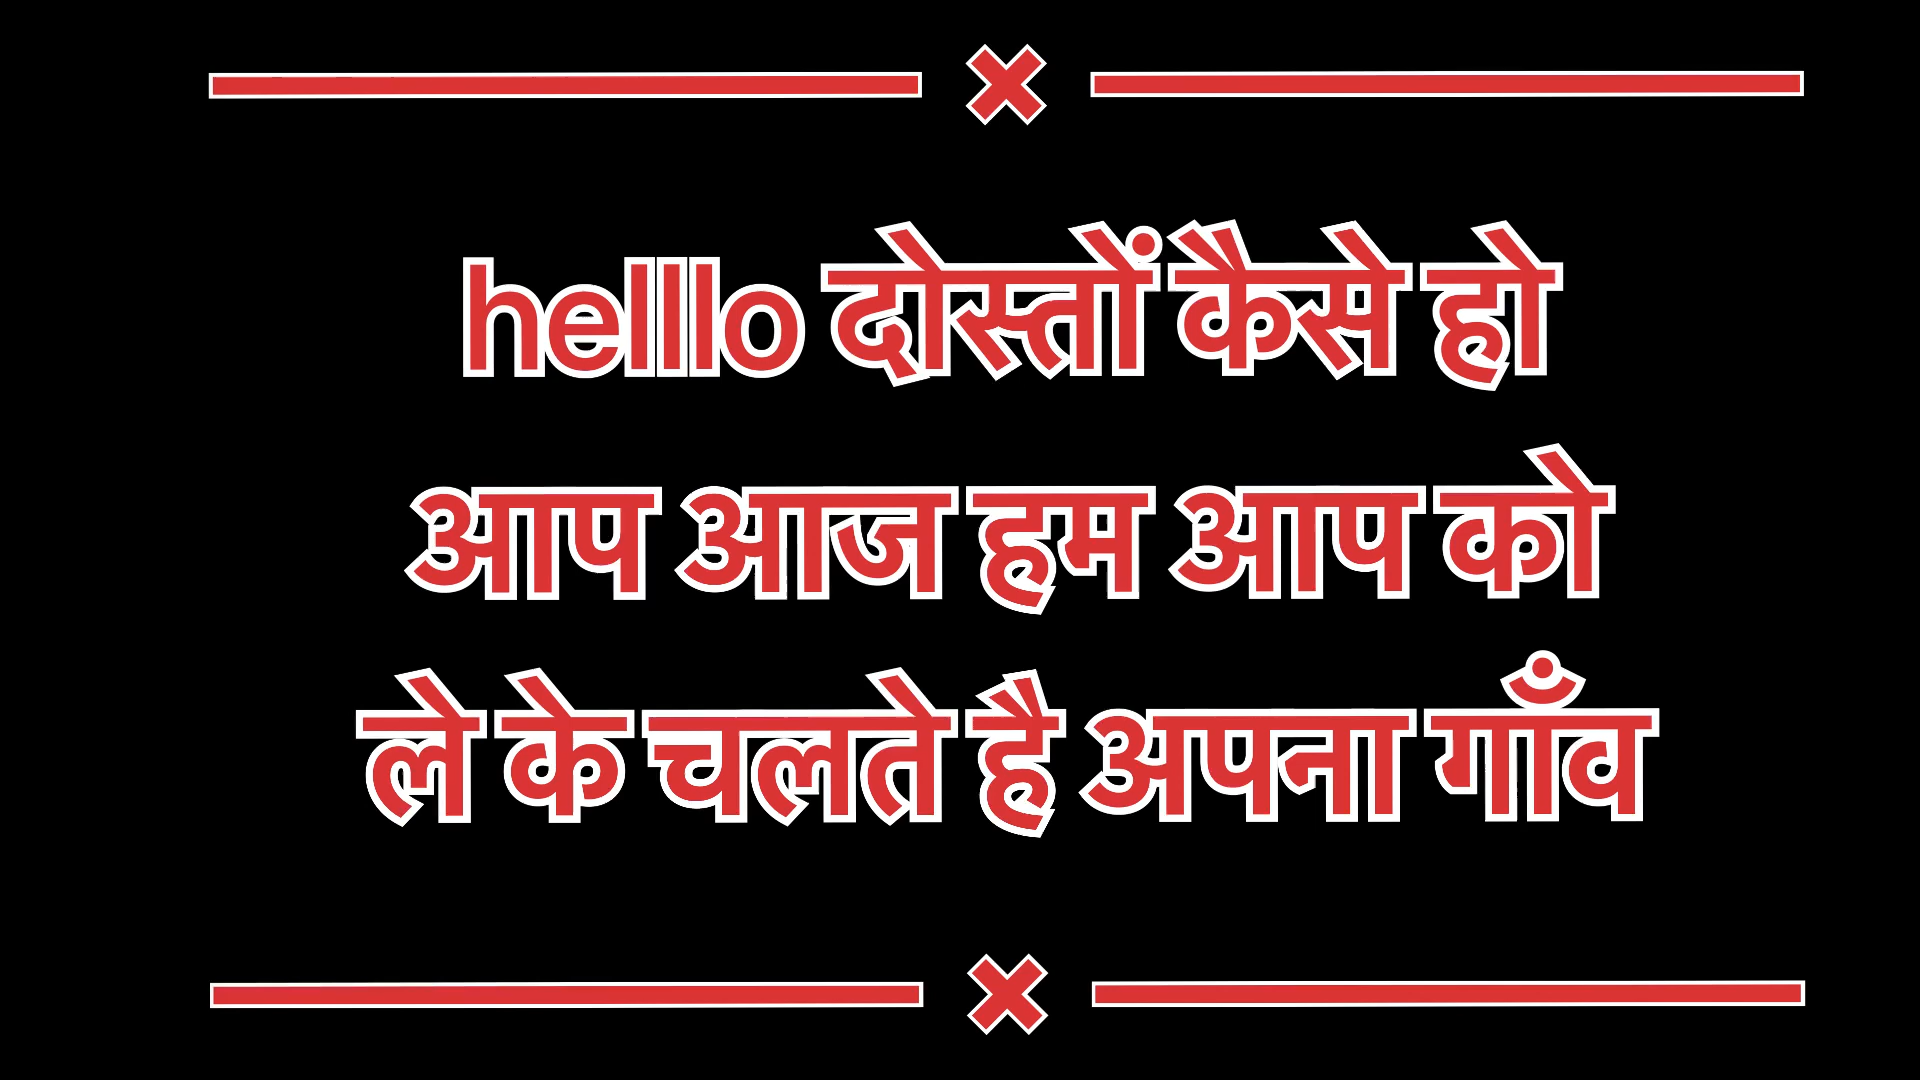 helllo दोस्तों कैसे हो
आप आज हम आप को
ले के चलते है अपना गाँव